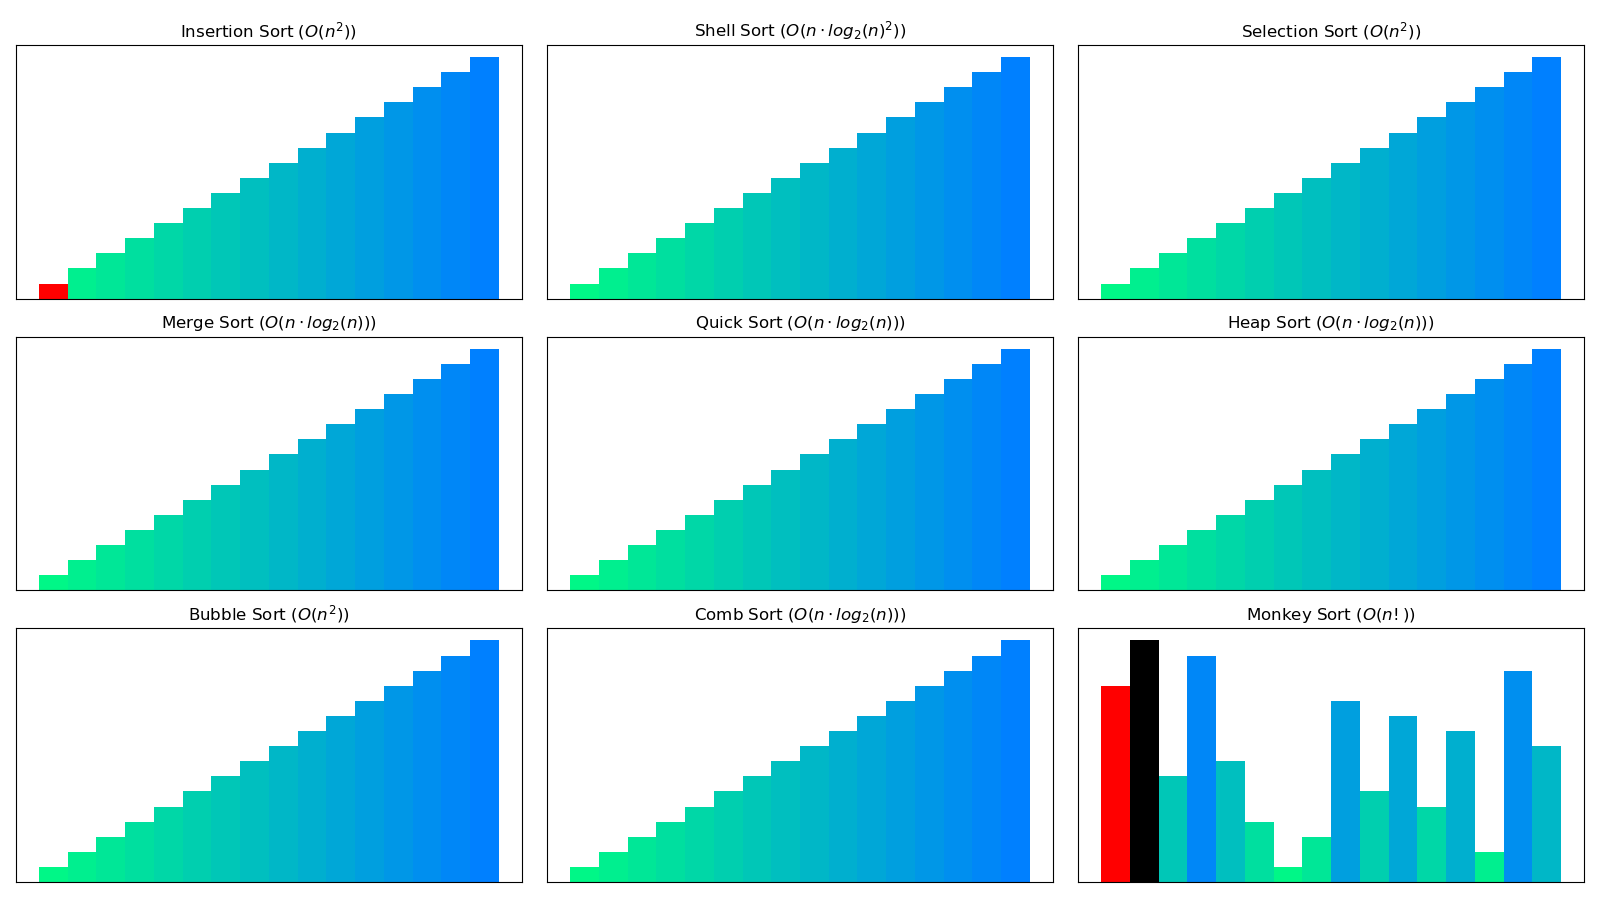 Insertion Sort (O(n²))
Shell Sort (O(n · log₂(n)²))
Selection Sort (O(n²))
Merge Sort (O(n · log₂(n)))
Quick Sort (O(n · log₂(n)))
Heap Sort (O(n · log₂(n)))
Bubble Sort (O(n²))
Comb Sort (O(n · log₂(n)))
Monkey Sort (O(n! ))